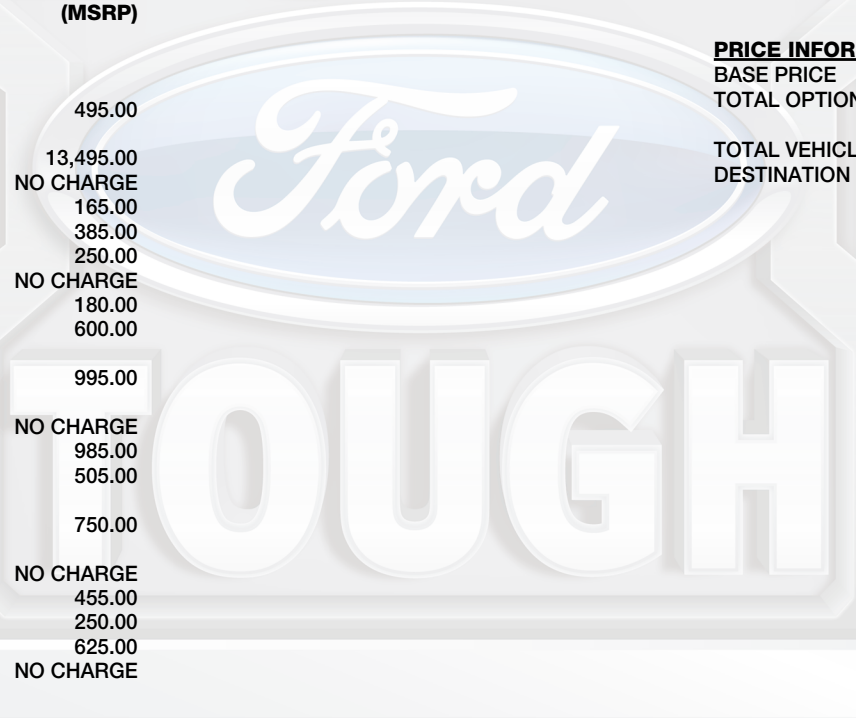 (MSRP)
495.00
13,495.00
NO CHARGE
165.00
385.00
250.00
NO CHARGE
180.00
600.00
995.00
NO CHARGE
985.00
505.00
750.00
NO CHARGE
455.00
250.00
625.00
NO CHARGE
PRICE INFOR
BASE PRICE
TOTAL OPTION
TOTAL VEHICL
DESTINATION
Ford
TOUGH